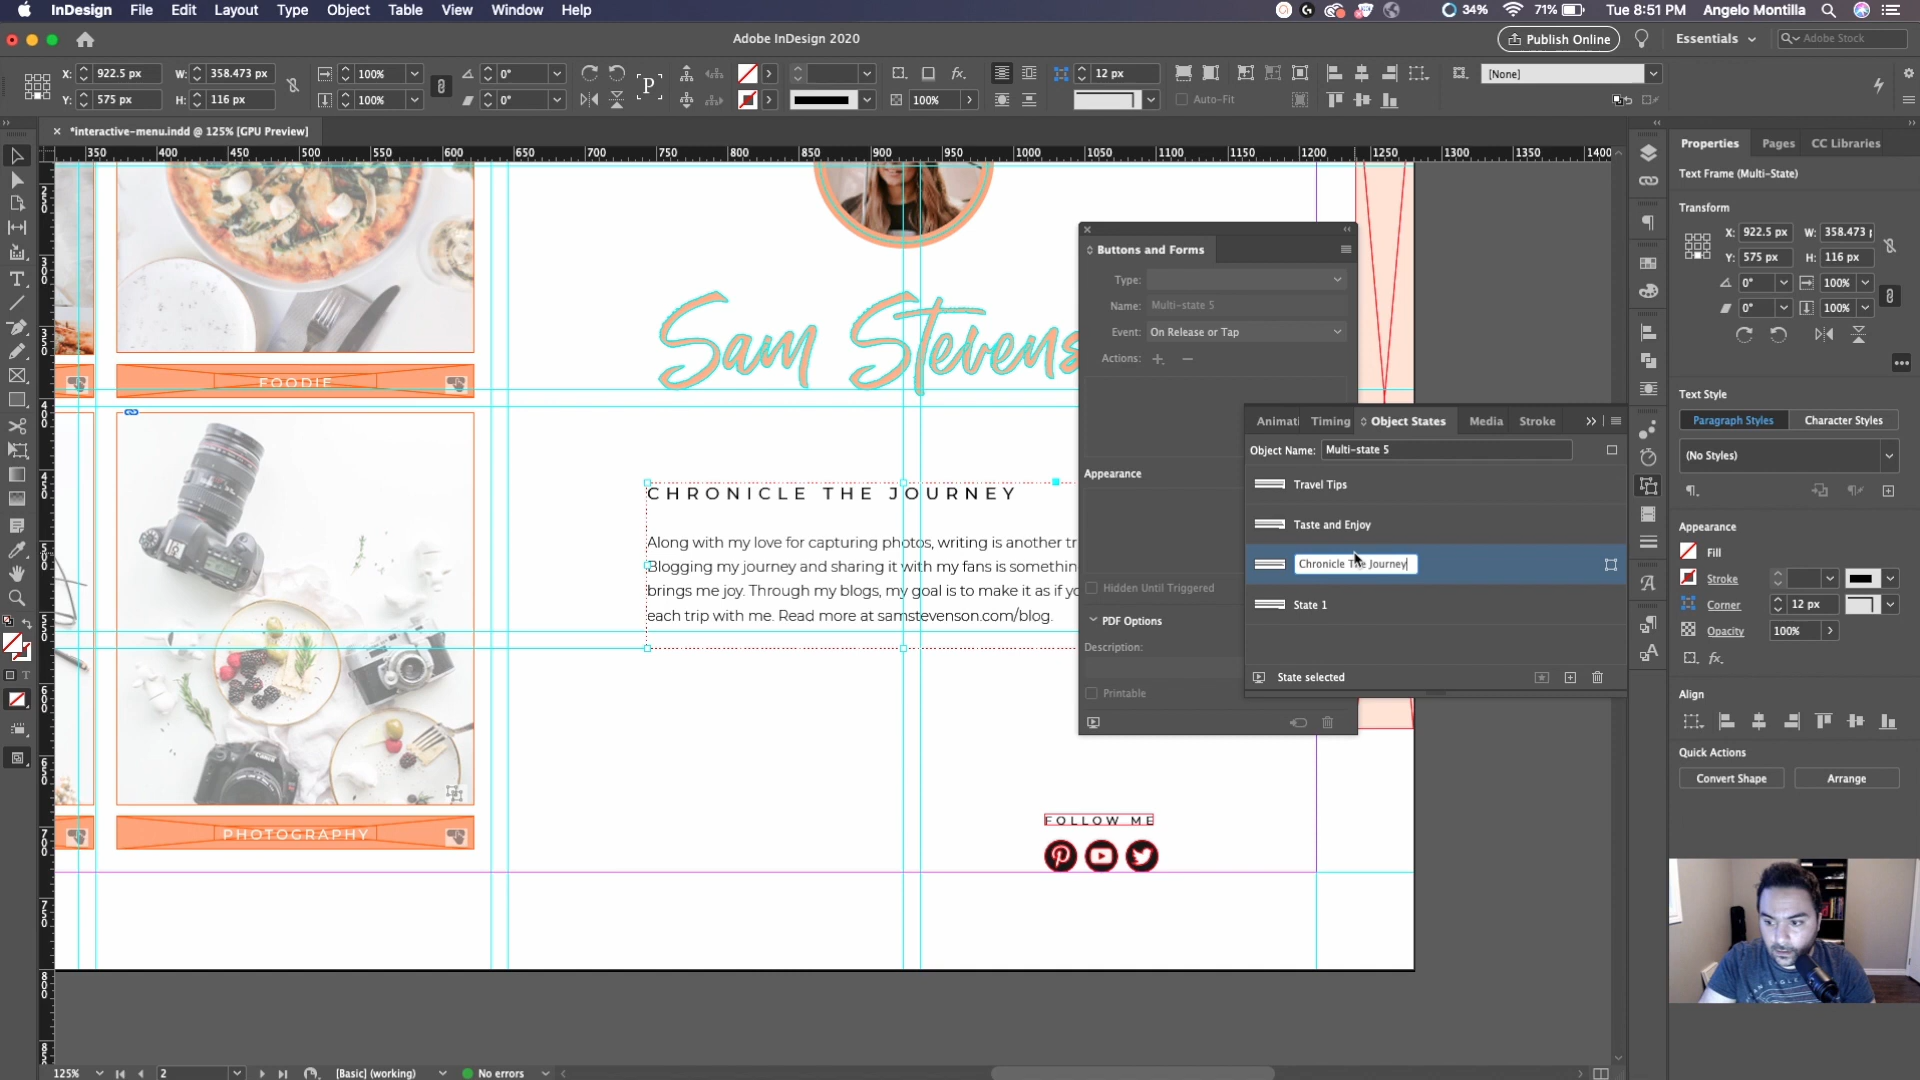 InDesign File Edit Layout Type Object Table View Window Help
34% 71% Tue 8:51 PM Angelo Montilla
Adobe InDesign 2020
Publish Online Essentials Adobe Stock
X: 922.5 px W: 358.473 px 100% 0° P fx. 12 px [None]
Y: 575 px H: 116 px 100% 0° 100% Auto-Fit
*interactive-menu.indd @ 125% [GPU Preview]
350 400 450 500 550 600 650 700 750 800 850 900 950 1000 1050 1100 1150 1200 1250 1300 1350 1400
Properties Pages CC Libraries
Text Frame (Multi-State)
Transform
X: 922.5 px W: 358.473 p
Y: 575 px H: 116 px
0° 100%
0° 100%
Text Style
Paragraph Styles Character Styles
(No Styles)
Appearance
Fill
Stroke
Corner 12 px
Opacity 100%
fx.
Align
Quick Actions
Convert Shape Arrange
Buttons and Forms
Type:
Name: Multi-state 5
Event: On Release or Tap
Actions:
Appearance
Hidden Until Triggered
PDF Options
Description:
Printable
Animati Timing Object States Media Stroke
Object Name: Multi-state 5
Travel Tips
Taste and Enjoy
Chronicle The Journey
State 1
State selected
FOODIE
PHOTOGRAPHY
Sam Stevens
CHRONICLE THE JOURNEY
Along with my love for capturing photos, writing is another tr
Blogging my journey and sharing it with my fans is somethin
brings me joy. Through my blogs, my goal is to make it as if yo
each trip with me. Read more at samstevenson.com/blog.
FOLLOW ME
125% 2 [Basic] (working) No errors